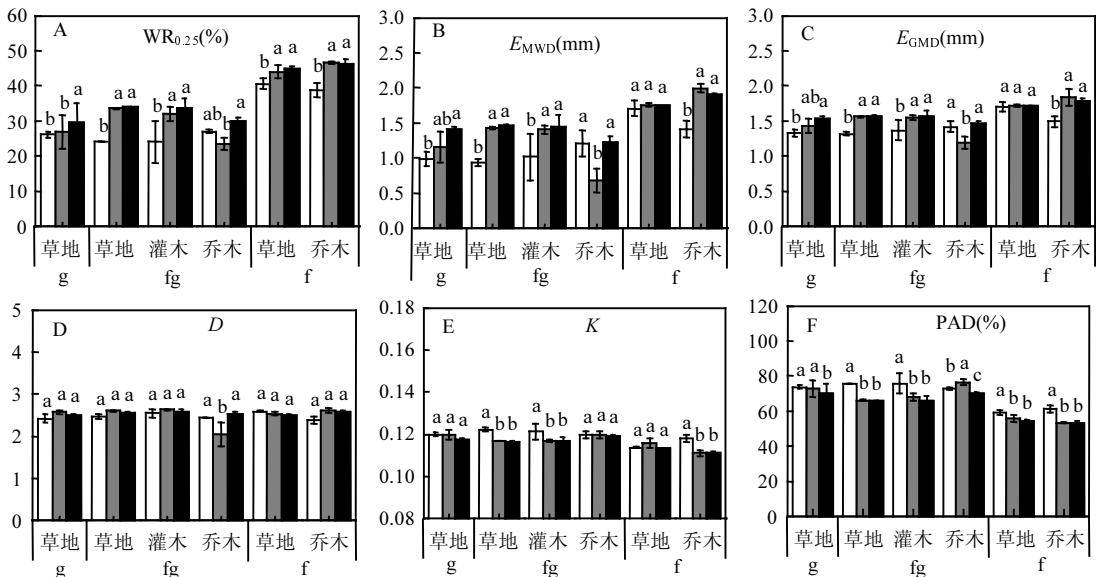 A WR0.25(%)
60
50
40
30
20
10
0
b b a b a a b a a ab b a b a a b a a
草地 草地 灌木 乔木 草地 乔木
g fg f
B EMWD(mm)
3.0
2.5
2.0
1.5
1.0
0.5
0.0
b ab a b a a b a a a b a a a a b a a
草地 草地 灌木 乔木 草地 乔木
g fg f
C EGMD(mm)
3.0
2.5
2.0
1.5
1.0
0.5
0.0
b ab a b a a b a a a b a a a a b a a
草地 草地 灌木 乔木 草地 乔木
g fg f
D D
5
4
3
2
1
0
a a a a a a a a a a b a a a a a a a
草地 草地 灌木 乔木 草地 乔木
g fg f
E K
0.18
0.16
0.14
0.12
0.10
0.08
a a a a b b a b b a a a a a a a b b
草地 草地 灌木 乔木 草地 乔木
g fg f
F PAD(%)
120
100
80
60
40
20
0
a a b a b b a b b b a c a b b a b b
草地 草地 灌木 乔木 草地 乔木
g fg f